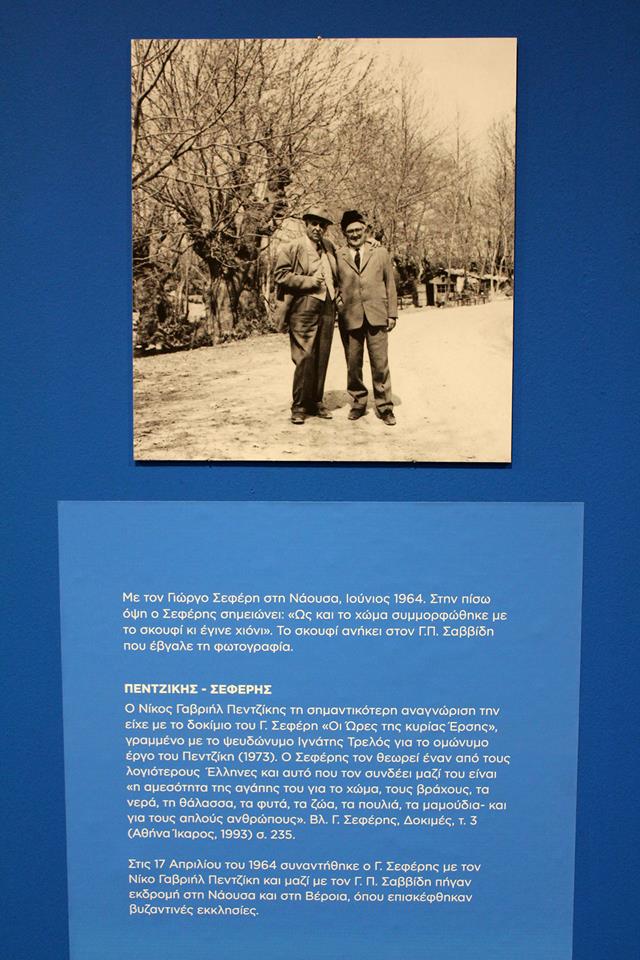 Με τον Γιώργο Σεφέρη στη Νάουσα, Ιούνιος 1964. Στην πίσω
όψη ο Σεφέρης σημειώνει: «Ως και το χώμα συμμορφώθηκε με
το σκουφί κι έγινε χιόνι». Το σκουφί ανήκει στον Γ.Π. Σαββίδη
που έβγαλε τη φωτογραφία.
ΠΕΝΤΖΙΚΗΣ - ΣΕΦΕΡΗΣ
Ο Νίκος Γαβριήλ Πεντζίκης τη σημαντικότερη αναγνώριση την
είχε με το δοκίμιο του Γ. Σεφέρη «Οι Ώρες της κυρίας Έρσης»,
γραμμένο με το ψευδώνυμο Ιγνάτης Τρελός για το ομώνυμο
έργο του Πεντζίκη (1973). Ο Σεφέρης τον θεωρεί έναν από τους
λογιότερους Έλληνες και αυτό που τον συνδέει μαζί του είναι
«η αμεσότητα της αγάπης του για το χώμα, τους βράχους, τα
νερά, τη θάλασσα, τα φυτά, τα ζώα, τα πουλιά, τα μαμούδια- και
για τους απλούς ανθρώπους». Βλ. Γ. Σεφέρης, Δοκιμές, τ. 3
(Αθήνα Ίκαρος, 1993) σ. 235.
Στις 17 Απριλίου του 1964 συναντήθηκε ο Γ. Σεφέρης με τον
Νίκο Γαβριήλ Πεντζίκη και μαζί με τον Γ. Π. Σαββίδη πήγαν
εκδρομή στη Νάουσα και στη Βέροια, όπου επισκέφθηκαν
βυζαντινές εκκλησίες.